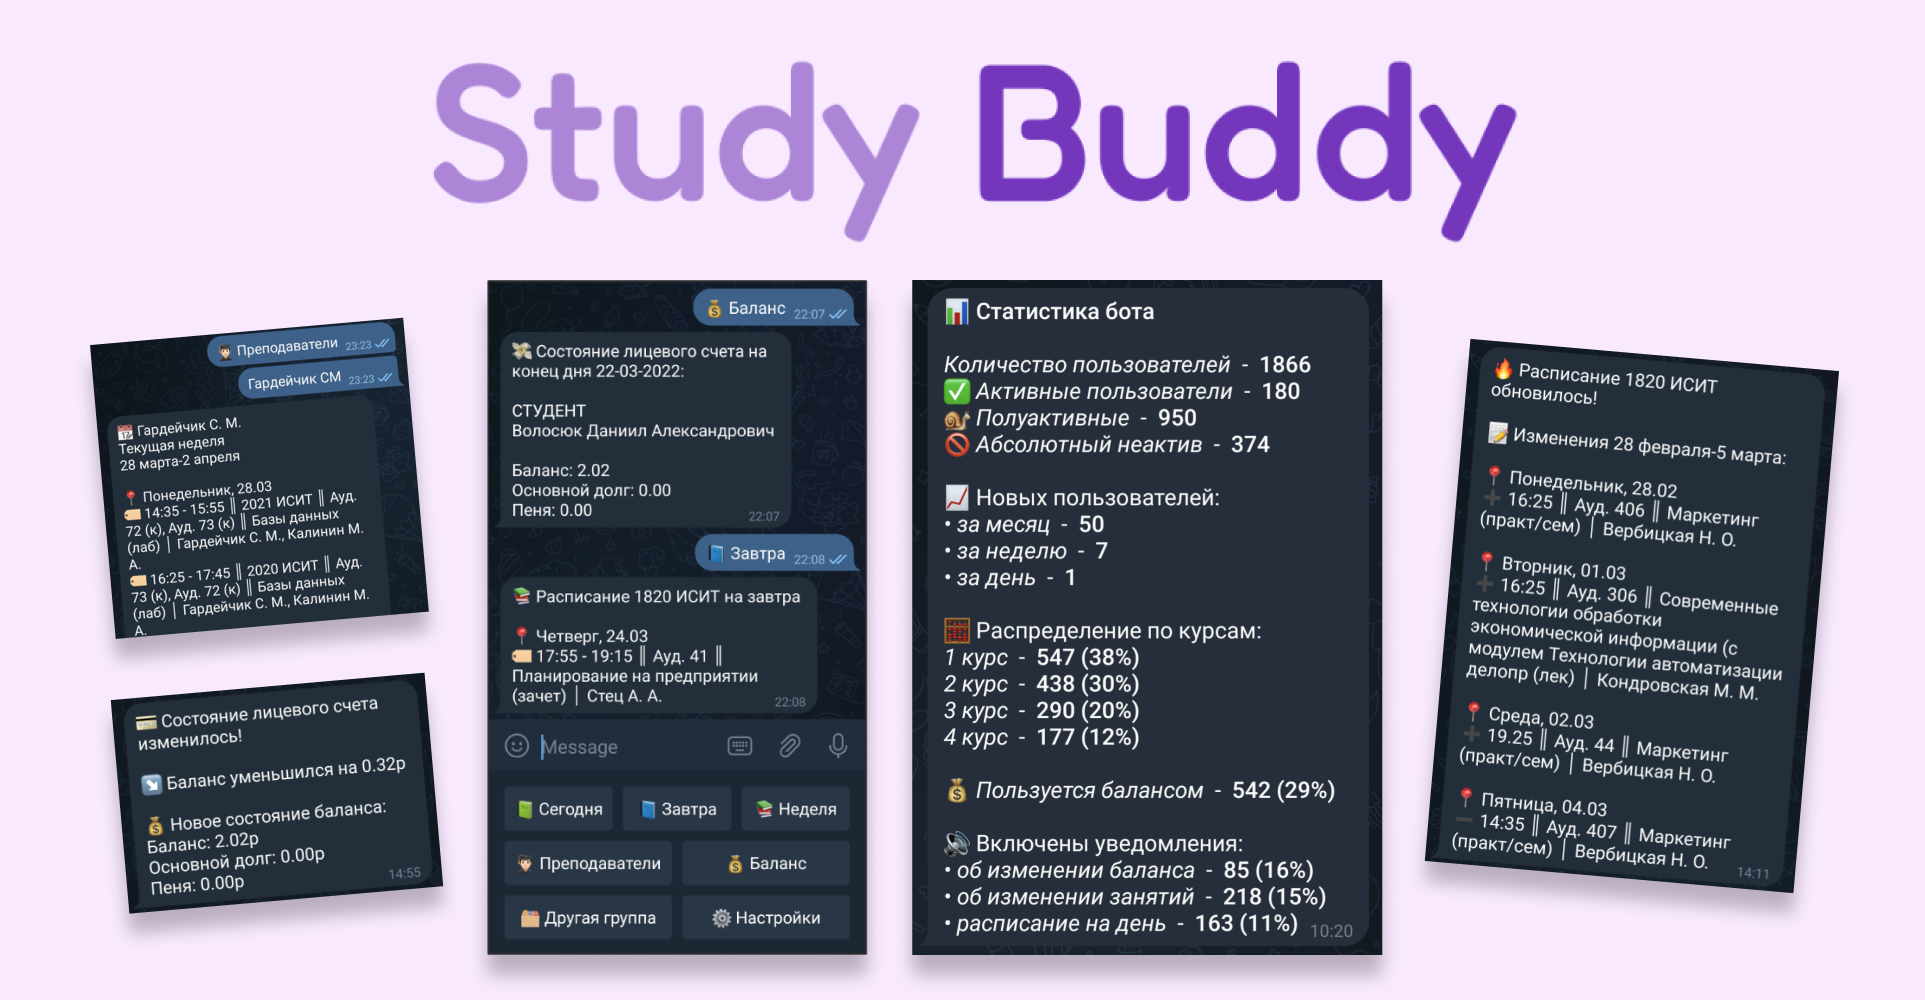 Study Buddy
Преподаватели 23:23
Гардейчик СМ 23:23
Гардейчик С. М.
Текущая неделя
28 марта-2 апреля
Понедельник, 28.03
14:35 - 15:55 ║ 2021 ИСИТ ║ Ауд.
72 (к), Ауд. 73 (к) ║ Базы данных
(лаб) │ Гардейчик С. М., Калинин М.
А.
16:25 - 17:45 ║ 2020 ИСИТ ║ Ауд.
73 (к), Ауд. 72 (к) ║ Базы данных
(лаб) │ Гардейчик С. М., Калинин М.
А.
Состояние лицевого счета
изменилось!
Баланс уменьшился на 0.32р
Новое состояние баланса:
Баланс: 2.02р
Основной долг: 0.00р
Пеня: 0.00р
14:55
Баланс 22:07
Состояние лицевого счета на
конец дня 22-03-2022:
СТУДЕНТ
Волосюк Даниил Александрович
Баланс: 2.02
Основной долг: 0.00
Пеня: 0.00
22:07
Завтра 22:08
Расписание 1820 ИСИТ на завтра
Четверг, 24.03
17:55 - 19:15 ║ Ауд. 41 ║
Планирование на предприятии
(зачет) │ Стец А. А.
22:08
Message
Сегодня Завтра Неделя
Преподаватели Баланс
Другая группа Настройки
Статистика бота
Количество пользователей - 1866
Активные пользователи - 180
Полуактивные - 950
Абсолютный неактив - 374
Новых пользователей:
• за месяц - 50
• за неделю - 7
• за день - 1
Распределение по курсам:
1 курс - 547 (38%)
2 курс - 438 (30%)
3 курс - 290 (20%)
4 курс - 177 (12%)
Пользуется балансом - 542 (29%)
Включены уведомления:
• об изменении баланса - 85 (16%)
• об изменении занятий - 218 (15%)
• расписание на день - 163 (11%)
10:20
Расписание 1820 ИСИТ
обновилось!
Изменения 28 февраля-5 марта:
Понедельник, 28.02
➕ 16:25 ║ Ауд. 406 ║ Маркетинг
(практ/сем) │ Вербицкая Н. О.
Вторник, 01.03
➕ 16:25 ║ Ауд. 306 ║ Современные
технологии обработки
экономической информации (с
модулем Технологии автоматизации
делопр (лек) │ Кондровская М. М.
Среда, 02.03
➕ 19.25 ║ Ауд. 44 ║ Маркетинг
(практ/сем) │ Вербицкая Н. О.
Пятница, 04.03
➖ 14:35 ║ Ауд. 407 ║ Маркетинг
(практ/сем) │ Вербицкая Н. О.
14:11